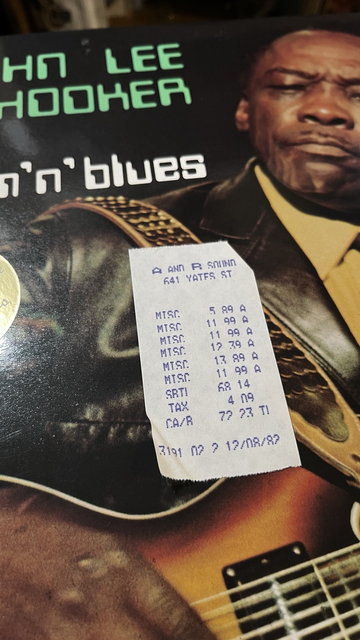 HN LEE
HOOKER
n'n'blues
A AND B SOUND
641 YATES ST
MISC 5 89 A
MISC 11 99 A
MISC 11 99 A
MISC 12 39 A
MISC 13 89 A
MISC 11 99 A
SBTL 68 14
TAX 4 09
CA/R 72 23 TL
3191 02 2 12/08/82